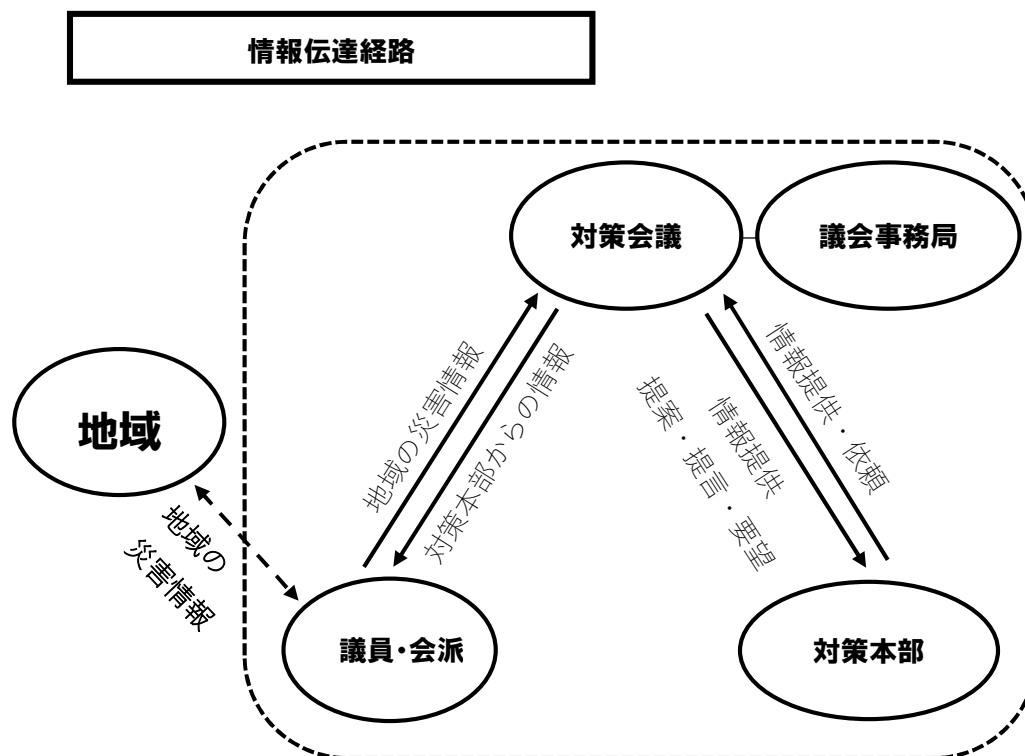 情報伝達経路
対策会議
議会事務局
地域
地域の災害情報
対策本部からの情報
情報提供
提案・提言・要望
情報提供・依頼
地域の
災害情報
議員・会派
対策本部